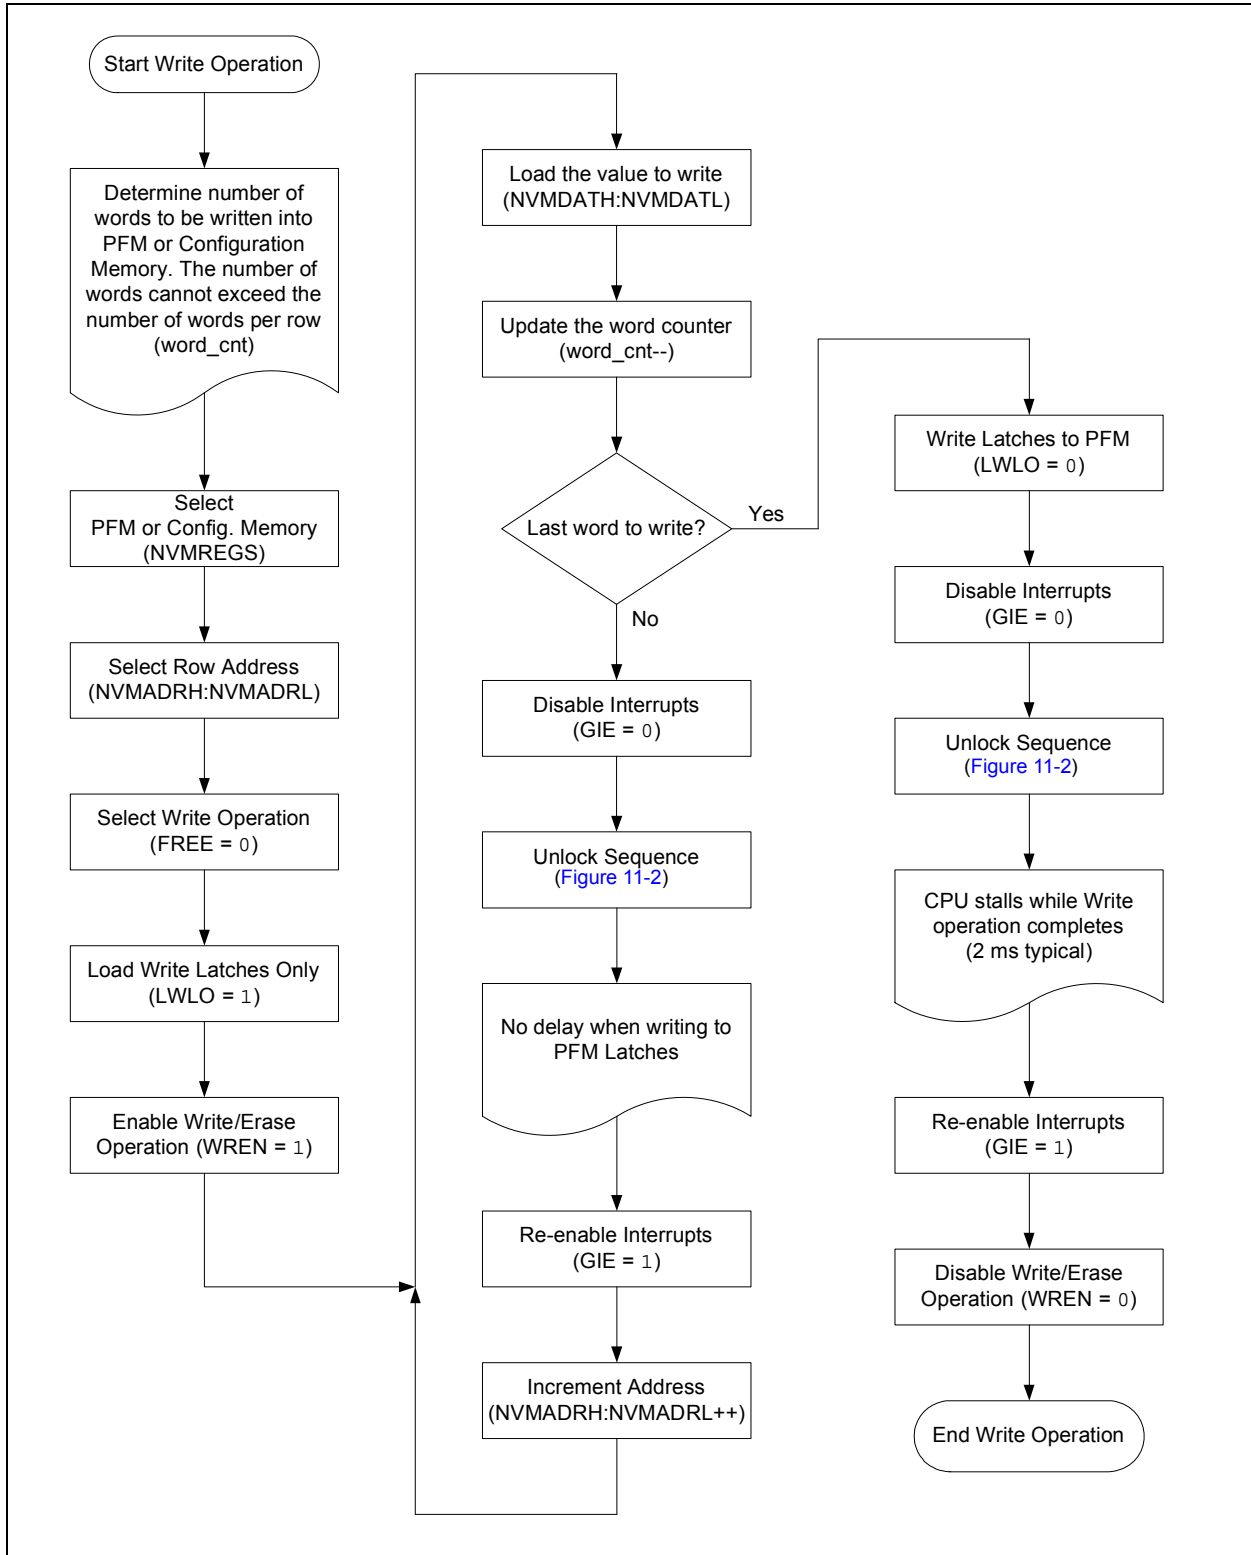 Start Write Operation
Determine number of
words to be written into
PFM or Configuration
Memory. The number of
words cannot exceed the
number of words per row
(word_cnt)
Select
PFM or Config. Memory
(NVMREGS)
Select Row Address
(NVMADRH:NVMADRL)
Select Write Operation
(FREE = 0)
Load Write Latches Only
(LWLO = 1)
Enable Write/Erase
Operation (WREN = 1)
Load the value to write
(NVMDATH:NVMDATL)
Update the word counter
(word_cnt--)
Last word to write?
Yes
No
Disable Interrupts
(GIE = 0)
Unlock Sequence
(Figure 11-2)
No delay when writing to
PFM Latches
Re-enable Interrupts
(GIE = 1)
Increment Address
(NVMADRH:NVMADRL++)
Write Latches to PFM
(LWLO = 0)
Disable Interrupts
(GIE = 0)
Unlock Sequence
(Figure 11-2)
CPU stalls while Write
operation completes
(2 ms typical)
Re-enable Interrupts
(GIE = 1)
Disable Write/Erase
Operation (WREN = 0)
End Write Operation